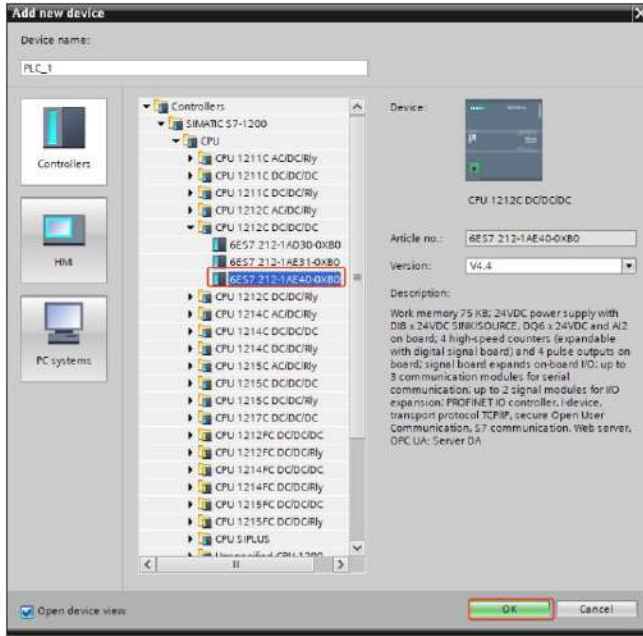 Add new device
Device name:
PLC_1
Controllers
HMI
PC systems
Controllers
SIMATIC S7-1200
CPU
CPU 1211C AC/DC/Rly
CPU 1211C DC/DC/DC
CPU 1211C DC/DC/Rly
CPU 1212C AC/DC/Rly
CPU 1212C DC/DC/DC
6ES7 212-1AD30-0XB0
6ES7 212-1AE31-0XB0
6ES7 212-1AE40-0XB0
CPU 1212C DC/DC/Rly
CPU 1214C AC/DC/Rly
CPU 1214C DC/DC/DC
CPU 1214C DC/DC/Rly
CPU 1215C AC/DC/Rly
CPU 1215C DC/DC/DC
CPU 1215C DC/DC/Rly
CPU 1217C DC/DC/DC
CPU 1212FC DC/DC/DC
CPU 1212FC DC/DC/Rly
CPU 1214FC DC/DC/DC
CPU 1214FC DC/DC/Rly
CPU 1215FC DC/DC/DC
CPU 1215FC DC/DC/Rly
CPU SIPLUS
Unspecified CPU 1200
Device:
CPU 1212C DC/DC/DC
Article no.:
6ES7 212-1AE40-0XB0
Version:
V4.4
Description:
Work memory 75 KB; 24VDC power supply with
DI8 x 24VDC SINK/SOURCE, DQ6 x 24VDC and AI2
on board; 4 high-speed counters (expandable
with digital signal board) and 4 pulse outputs on
board; signal board expands on-board I/O; up to
3 communication modules for serial
communication; up to 2 signal modules for I/O
expansion; PROFINET IO controller, I-device,
transport protocol TCP/IP, secure Open User
Communication, S7 communication, Web server,
OPC UA: Server DA
Open device view
OK
Cancel